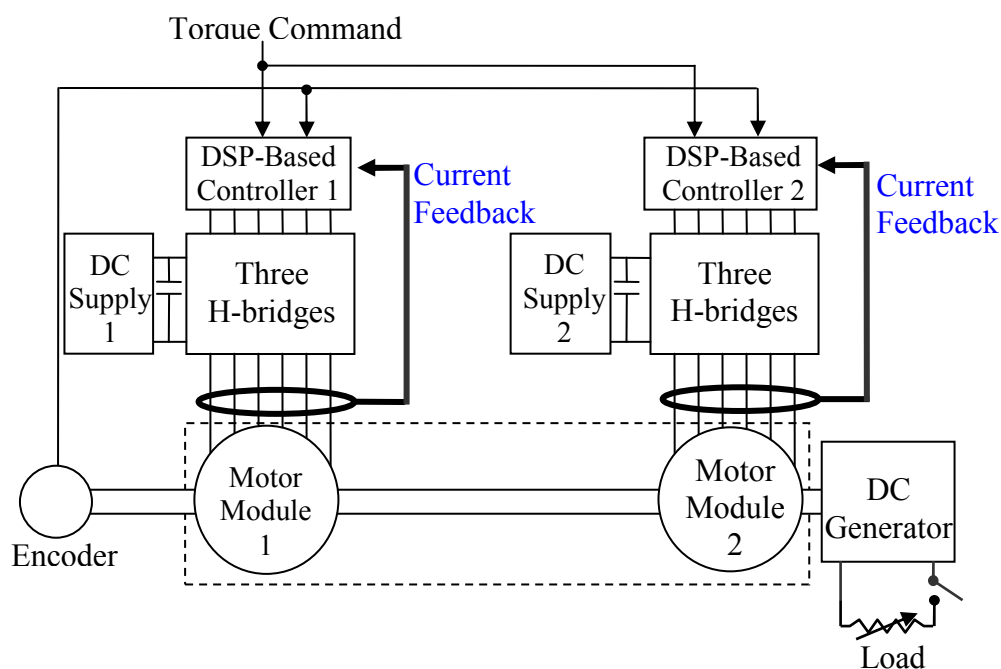 Torque Command
DSP-Based
Controller 1
Current
Feedback
DSP-Based
Controller 2
Current
Feedback
DC
Supply
1
Three
H-bridges
DC
Supply
2
Three
H-bridges
Motor
Module
1
Motor
Module
2
DC
Generator
Encoder
Load